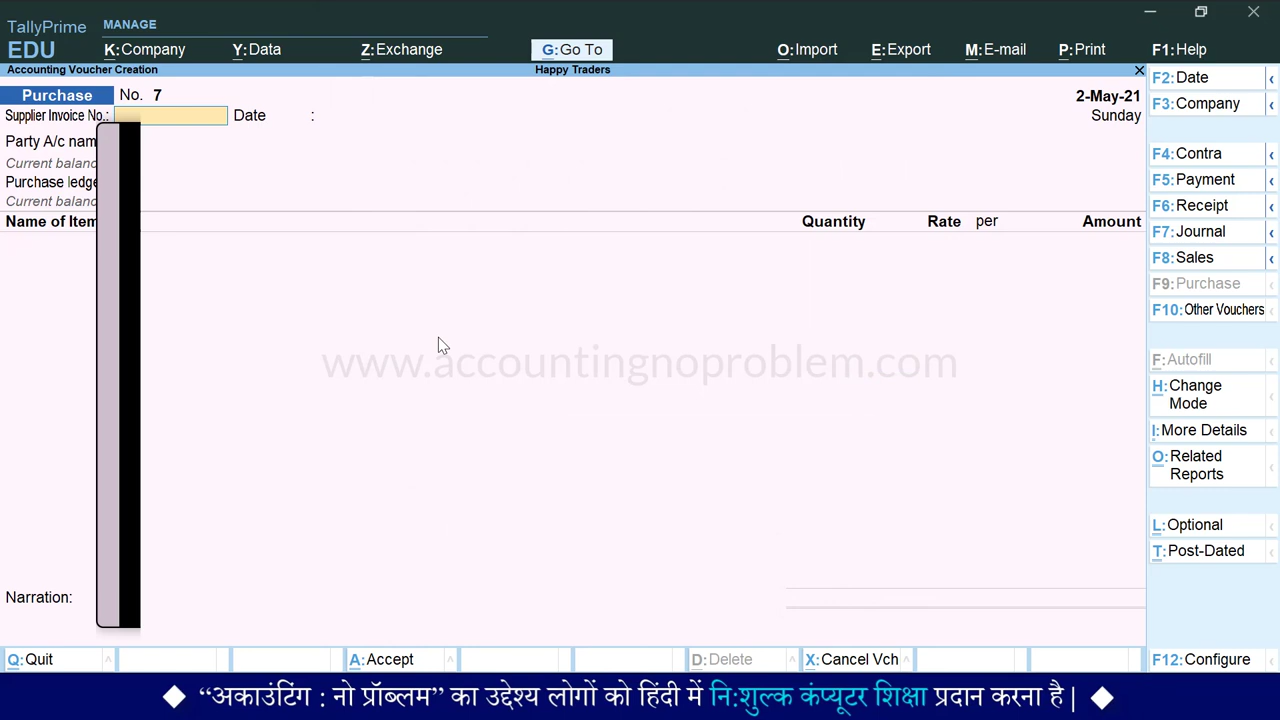 TallyPrime
EDU
MANAGE
K:Company Y:Data Z:Exchange G:Go To O:Import E:Export M:E-mail P:Print F1:Help
Accounting Voucher Creation Happy Traders
Purchase No. 7 2-May-21
Supplier Invoice No.: Date : Sunday
Party A/c nam
Current balanc
Purchase ledge
Current balanc
Name of Item Quantity Rate per Amount
www.accountingnoproblem.com
Narration:
Q:Quit A:Accept D:Delete X:Cancel Vch
F2:Date
F3:Company
F4:Contra
F5:Payment
F6:Receipt
F7:Journal
F8:Sales
F9:Purchase
F10:Other Vouchers
F:Autofill
H:Change
Mode
I:More Details
O:Related
Reports
L:Optional
T:Post-Dated
F12:Configure
“अकाउंटिंग : नो प्रॉब्लम” का उद्देश्य लोगों को हिंदी में नि:शुल्क कंप्यूटर शिक्षा प्रदान करना है |